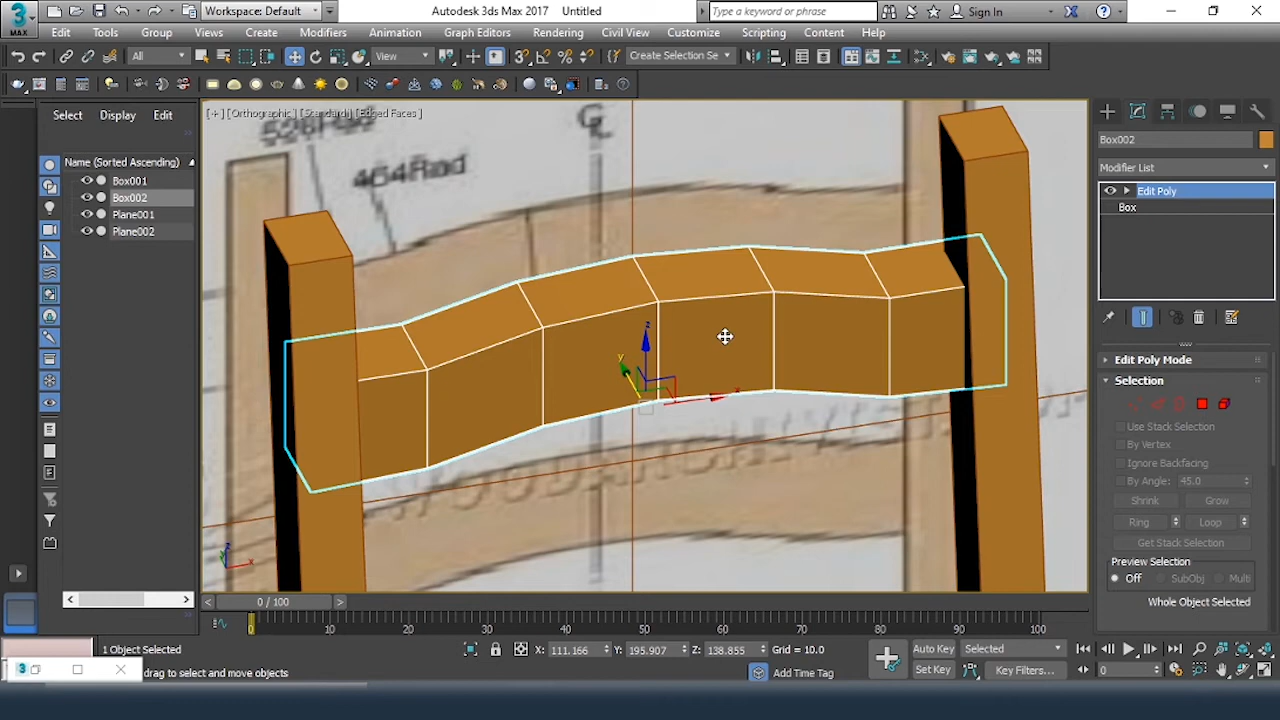 3 MAX
Workspace: Default
Autodesk 3ds Max 2017 Untitled
Type a keyword or phrase
Sign In
Edit Tools Group Views Create Modifiers Animation Graph Editors Rendering Civil View Customize Scripting Content Help
All
View
Create Selection Se
Select Display Edit
Name (Sorted Ascending)
Box001
Box002
Plane001
Plane002
[+] [Orthographic] [Standard] [Edged Faces]
464Rad
z
y
x
Box002
Modifier List
Edit Poly
Box
Edit Poly Mode
Selection
Use Stack Selection
By Vertex
Ignore Backfacing
By Angle: 45.0
Shrink Grow
Ring Loop
Get Stack Selection
Preview Selection
Off SubObj Multi
Whole Object Selected
0 / 100
0 10 20 30 40 50 60 70 80 90 100
1 Object Selected
X: 111.166 Y: 195.907 Z: 138.855 Grid = 10.0
Auto Key Selected
drag to select and move objects
Add Time Tag
Set Key Key Filters...
0
3